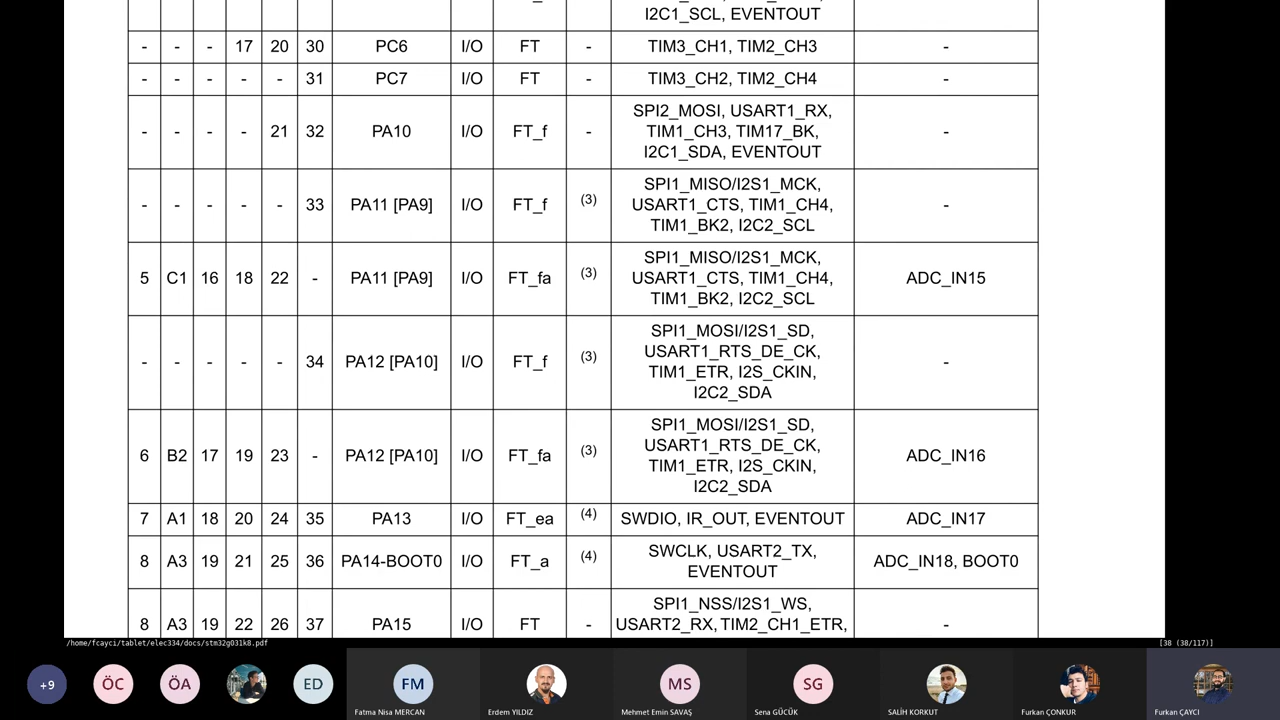 I2C1_SCL, EVENTOUT
- - - 17 20 30 PC6 I/O FT - TIM3_CH1, TIM2_CH3 -
- - - - - 31 PC7 I/O FT - TIM3_CH2, TIM2_CH4 -
- - - - 21 32 PA10 I/O FT_f - SPI2_MOSI, USART1_RX,
TIM1_CH3, TIM17_BK,
I2C1_SDA, EVENTOUT -
- - - - - 33 PA11 [PA9] I/O FT_f (3) SPI1_MISO/I2S1_MCK,
USART1_CTS, TIM1_CH4,
TIM1_BK2, I2C2_SCL -
5 C1 16 18 22 - PA11 [PA9] I/O FT_fa (3) SPI1_MISO/I2S1_MCK,
USART1_CTS, TIM1_CH4,
TIM1_BK2, I2C2_SCL ADC_IN15
- - - - - 34 PA12 [PA10] I/O FT_f (3) SPI1_MOSI/I2S1_SD,
USART1_RTS_DE_CK,
TIM1_ETR, I2S_CKIN,
I2C2_SDA -
6 B2 17 19 23 - PA12 [PA10] I/O FT_fa (3) SPI1_MOSI/I2S1_SD,
USART1_RTS_DE_CK,
TIM1_ETR, I2S_CKIN,
I2C2_SDA ADC_IN16
7 A1 18 20 24 35 PA13 I/O FT_ea (4) SWDIO, IR_OUT, EVENTOUT ADC_IN17
8 A3 19 21 25 36 PA14-BOOT0 I/O FT_a (4) SWCLK, USART2_TX,
EVENTOUT ADC_IN18, BOOT0
8 A3 19 22 26 37 PA15 I/O FT - SPI1_NSS/I2S1_WS,
USART2_RX, TIM2_CH1_ETR, -
/home/fcayci/tablet/elec334/docs/stm32g031k8.pdf [38 (38/117)]
+9 ÖC ÖA ED FM MS SG
Fatma Nisa MERCAN Erdem YILDIZ Mehmet Emin SAVAŞ Sena GÜCÜK SALİH KORKUT Furkan ÇONKUR Furkan ÇAYCI